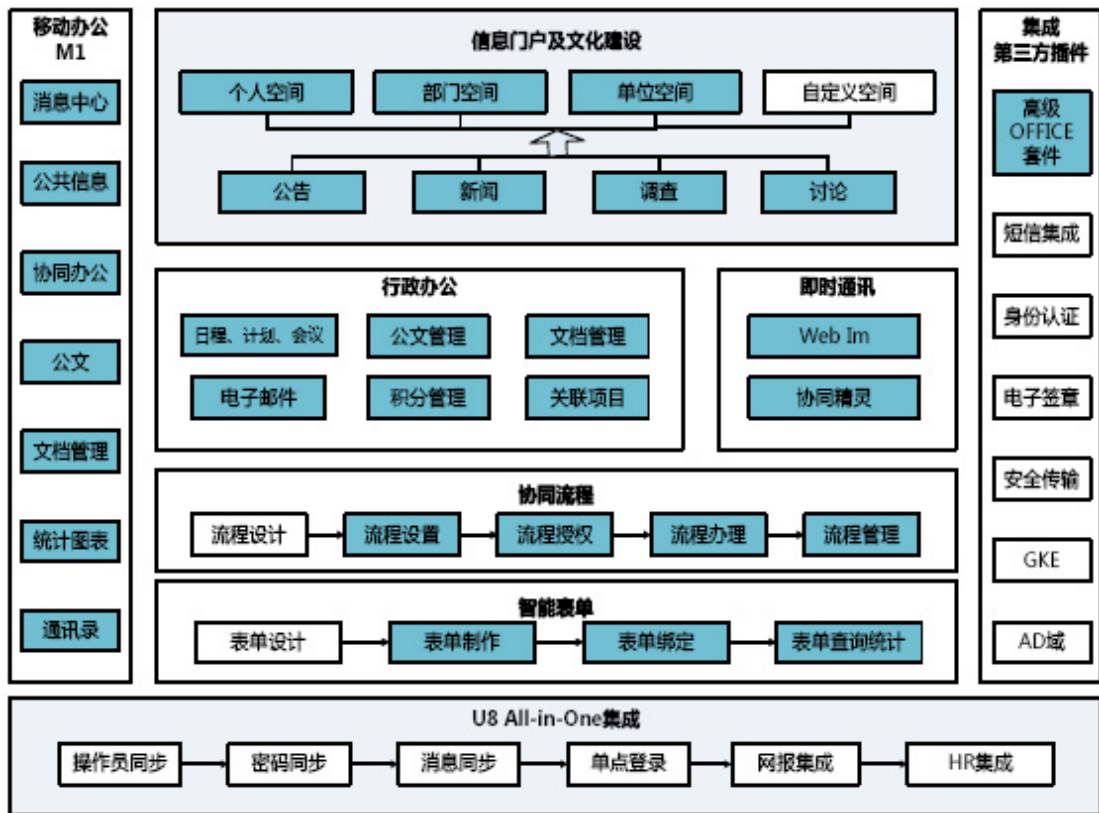 移动办公
M1
消息中心
公共信息
协同办公
公文
文档管理
统计图表
通讯录
信息门户及文化建设
个人空间
部门空间
单位空间
自定义空间
公告
新闻
调查
讨论
行政办公
日程、计划、会议
公文管理
文档管理
电子邮件
积分管理
关联项目
即时通讯
Web Im
协同精灵
协同流程
流程设计
流程设置
流程授权
流程办理
流程管理
智能表单
表单设计
表单制作
表单绑定
表单查询统计
集成
第三方插件
高级
OFFICE
套件
短信集成
身份认证
电子签章
安全传输
GKE
AD域
U8 All-in-One集成
操作员同步
密码同步
消息同步
单点登录
网报集成
HR集成